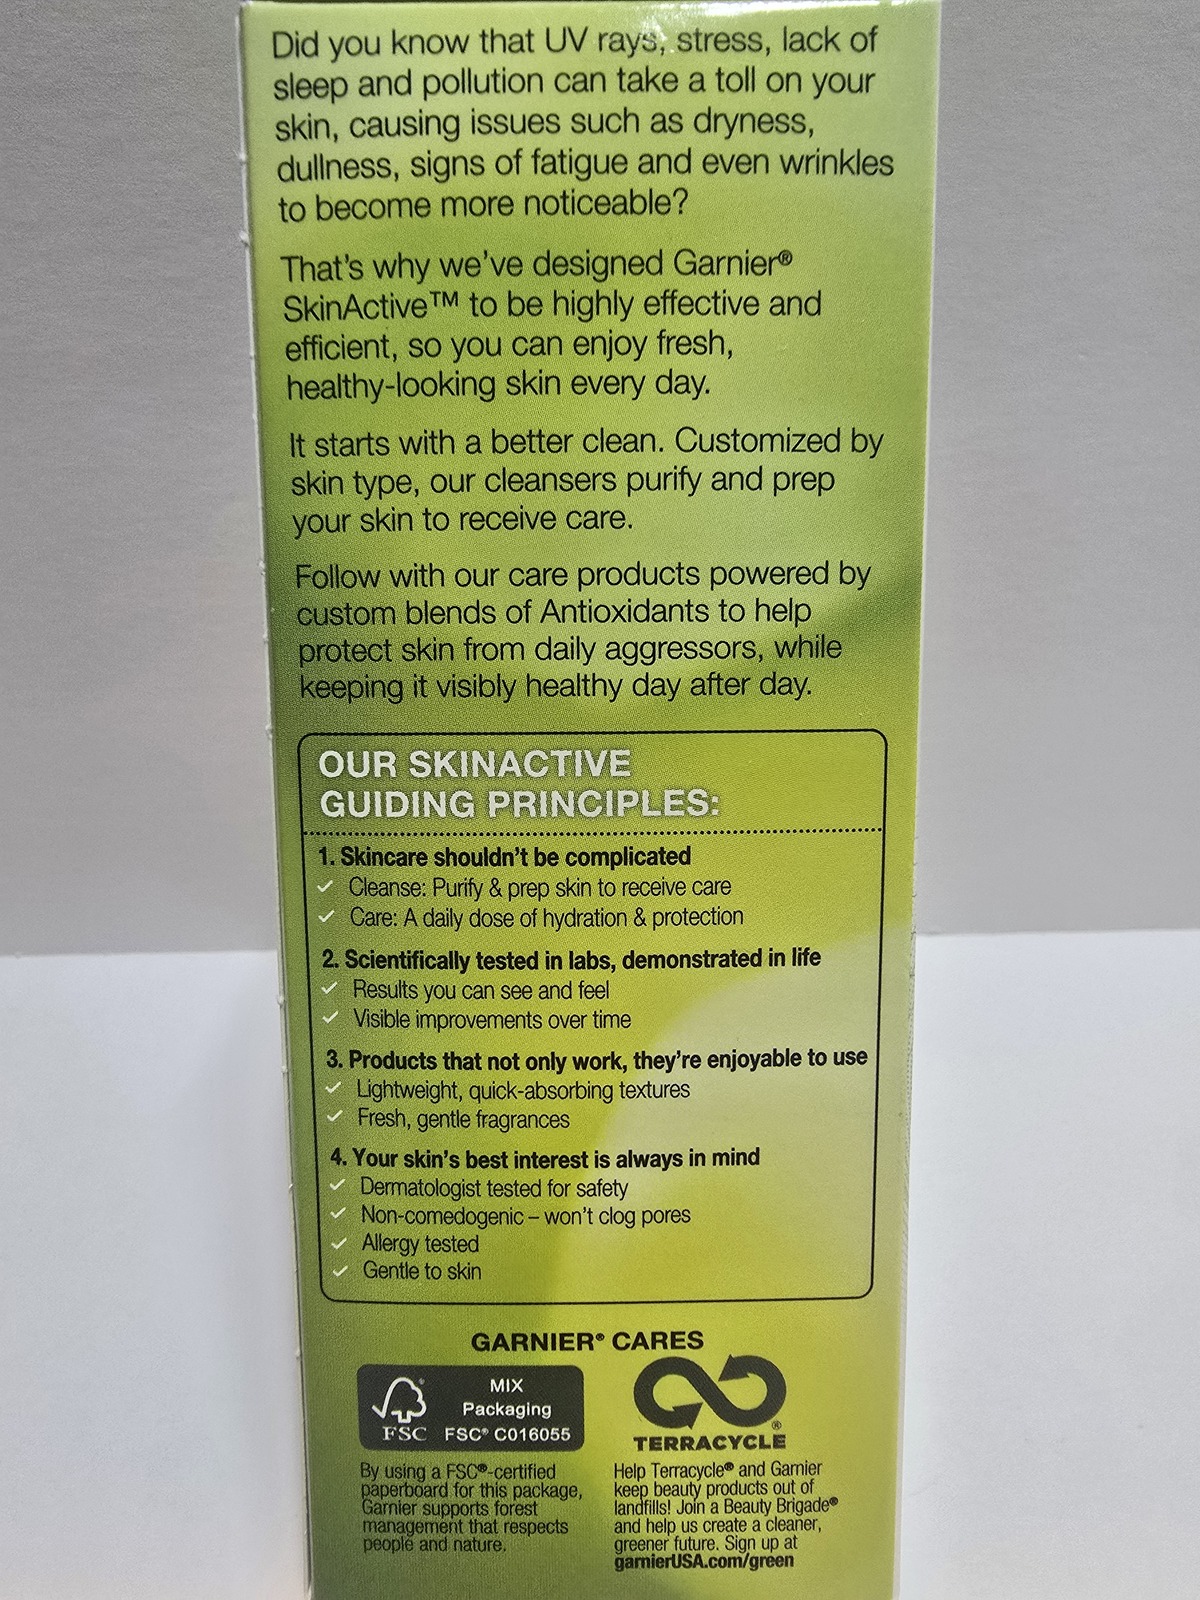 Did you know that UV rays, stress, lack of
sleep and pollution can take a toll on your
skin, causing issues such as dryness,
dullness, signs of fatigue and even wrinkles
to become more noticeable?
That's why we've designed Garnier®
SkinActive™ to be highly effective and
efficient, so you can enjoy fresh,
healthy-looking skin every day.
It starts with a better clean. Customized by
skin type, our cleansers purify and prep
your skin to receive care.
Follow with our care products powered by
custom blends of Antioxidants to help
protect skin from daily aggressors, while
keeping it visibly healthy day after day.
OUR SKINACTIVE
GUIDING PRINCIPLES:
1. Skincare shouldn't be complicated
✓ Cleanse: Purify & prep skin to receive care
✓ Care: A daily dose of hydration & protection
2. Scientifically tested in labs, demonstrated in life
✓ Results you can see and feel
✓ Visible improvements over time
3. Products that not only work, they're enjoyable to use
✓ Lightweight, quick-absorbing textures
✓ Fresh, gentle fragrances
4. Your skin's best interest is always in mind
✓ Dermatologist tested for safety
✓ Non-comedogenic – won't clog pores
✓ Allergy tested
✓ Gentle to skin
GARNIER® CARES
FSC
MIX
Packaging
FSC® C016055
By using a FSC®-certified
paperboard for this package,
Garnier supports forest
management that respects
people and nature.
®
TERRACYCLE
Help Terracycle® and Garnier
keep beauty products out of
landfills! Join a Beauty Brigade®
and help us create a cleaner,
greener future. Sign up at
garnierUSA.com/green